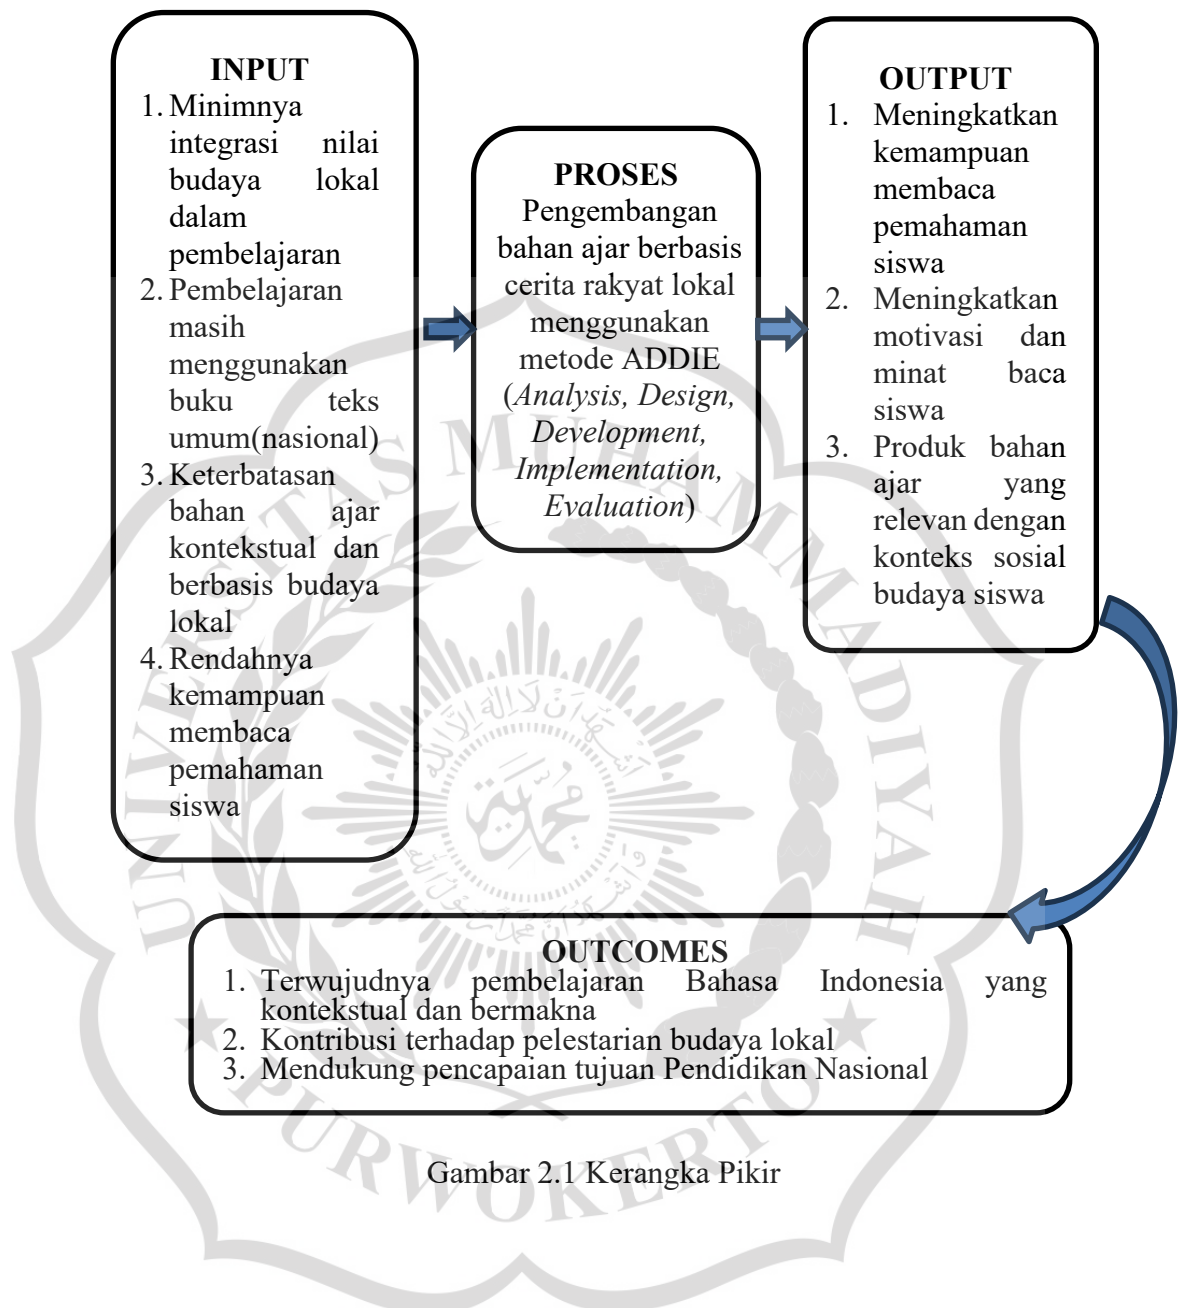 INPUT
1. Minimnya
integrasi nilai
budaya lokal
dalam
pembelajaran
2. Pembelajaran
masih
menggunakan
buku teks
umum(nasional)
3. Keterbatasan
bahan ajar
kontekstual dan
berbasis budaya
lokal
4. Rendahnya
kemampuan
membaca
pemahaman
siswa
PROSES
Pengembangan
bahan ajar berbasis
cerita rakyat lokal
menggunakan
metode ADDIE
(Analysis, Design,
Development,
Implementation,
Evaluation)
OUTPUT
1. Meningkatkan
kemampuan
membaca
pemahaman
siswa
2. Meningkatkan
motivasi dan
minat baca
siswa
3. Produk bahan
ajar yang
relevan dengan
konteks sosial
budaya siswa
OUTCOMES
1. Terwujudnya pembelajaran Bahasa Indonesia yang
kontekstual dan bermakna
2. Kontribusi terhadap pelestarian budaya lokal
3. Mendukung pencapaian tujuan Pendidikan Nasional
Gambar 2.1 Kerangka Pikir
UNIVERSITAS MUHAMMADIYAH
PURWOKERTO